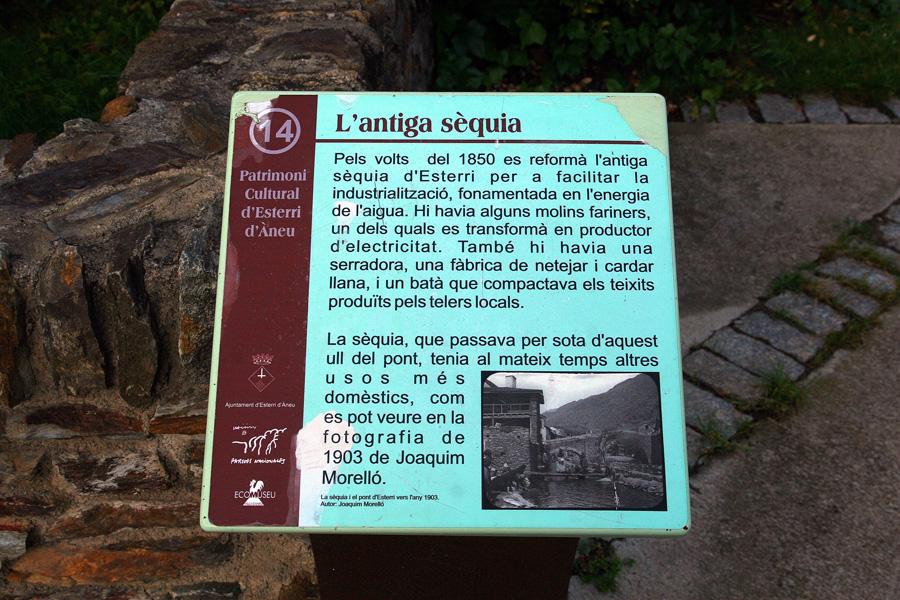 14
Patrimoni
Cultural
d'Esterri
d'Àneu
L'antiga sèquia
Pels volts del 1850 es reformà l'antiga
sèquia d'Esterri per a facilitar la
industrialització, fonamentada en l'energia
de l'aigua. Hi havia alguns molins fariners,
un dels quals es transformà en productor
d'electricitat. També hi havia una
serradora, una fàbrica de netejar i cardar
llana, i un batà que compactava els teixits
produïts pels telers locals.
La sèquia, que passava per sota d'aquest
ull del pont, tenia al mateix temps altres
usos més
domèstics, com
es pot veure en la
fotografia de
1903 de Joaquim
Morelló.
La sèquia i el pont d'Esterri vers l'any 1903.
Autor: Joaquim Morelló
Ajuntament d'Esterri d'Àneu
PARCS NACIONALES
ECOMUSEU